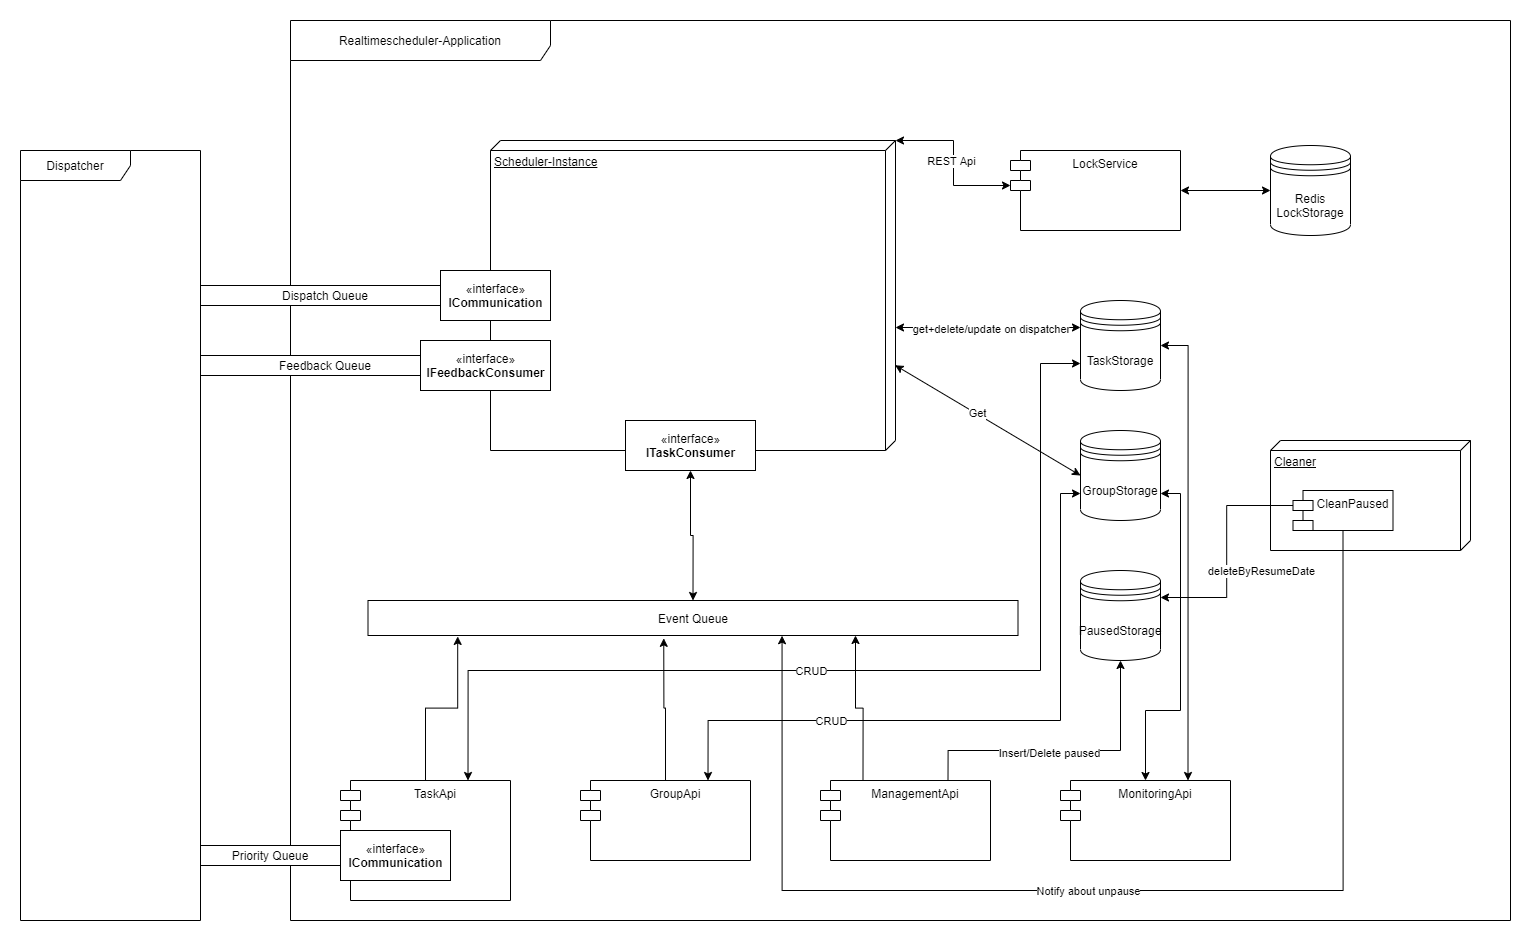 Realtimescheduler-Application
Dispatcher
Scheduler-Instance
REST Api
LockService
Redis
LockStorage
«interface»
ICommunication
Dispatch Queue
«interface»
IFeedbackConsumer
Feedback Queue
get+delete/update on dispatcher
TaskStorage
Get
«interface»
ITaskConsumer
GroupStorage
Cleaner
CleanPaused
deleteByResumeDate
PausedStorage
Event Queue
CRUD
CRUD
Insert/Delete paused
TaskApi
GroupApi
ManagementApi
MonitoringApi
«interface»
ICommunication
Priority Queue
Notify about unpause